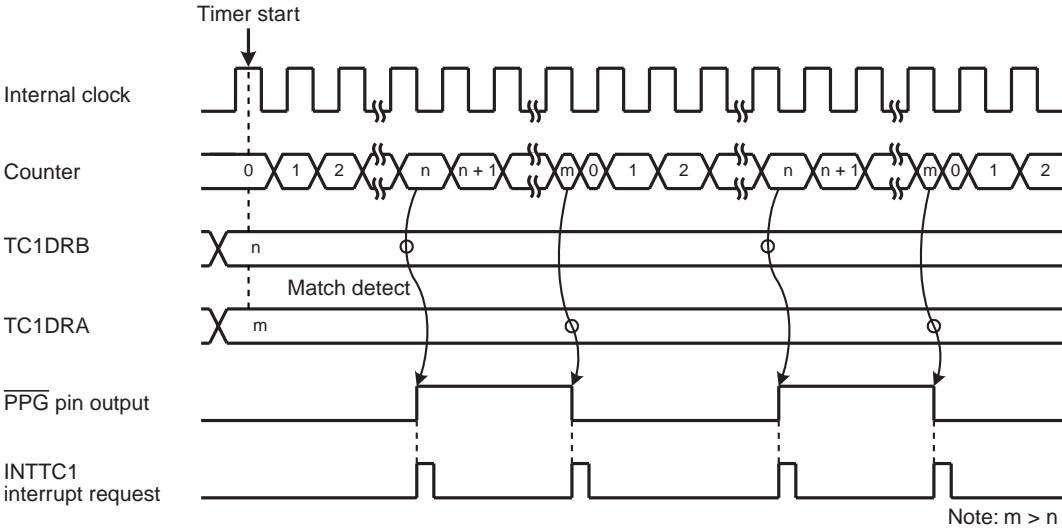 Timer start
Internal clock
Counter
0 1 2 n n + 1 m 0 1 2 n n + 1 m 0 1 2
TC1DRB
n
Match detect
TC1DRA
m
PPG pin output
INTTC1
interrupt request
Note: m > n